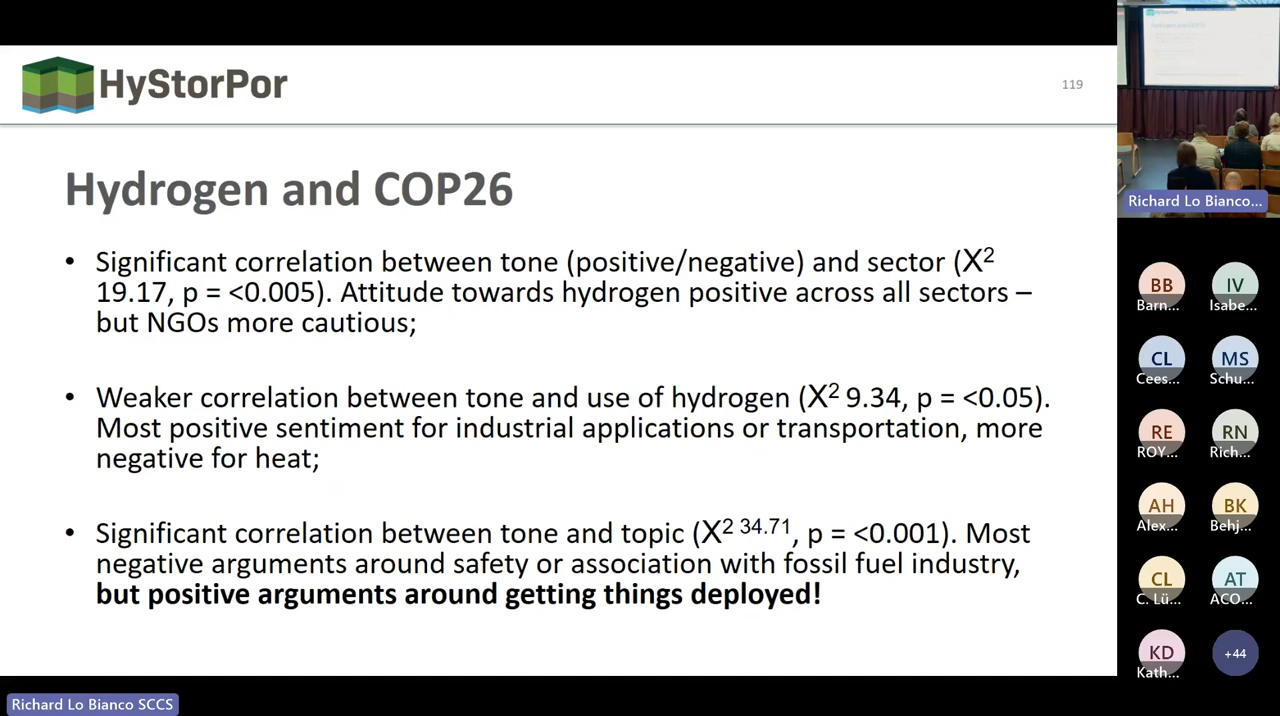 HyStorPor
119
Hydrogen and COP26
• Significant correlation between tone (positive/negative) and sector (X²
19.17, p = <0.005). Attitude towards hydrogen positive across all sectors –
but NGOs more cautious;
• Weaker correlation between tone and use of hydrogen (X² 9.34, p = <0.05).
Most positive sentiment for industrial applications or transportation, more
negative for heat;
• Significant correlation between tone and topic (X² ³⁴·⁷¹, p = <0.001). Most
negative arguments around safety or association with fossil fuel industry,
but positive arguments around getting things deployed!
Richard Lo Bianco SCCS
Richard Lo Bianco...
BB
Barn...
IV
Isabe...
CL
Cees...
MS
Schu...
RE
ROY...
RN
Rich...
AH
Alex...
BK
Behj...
CL
C. Lü...
AT
ACO...
KD
Kath...
+44